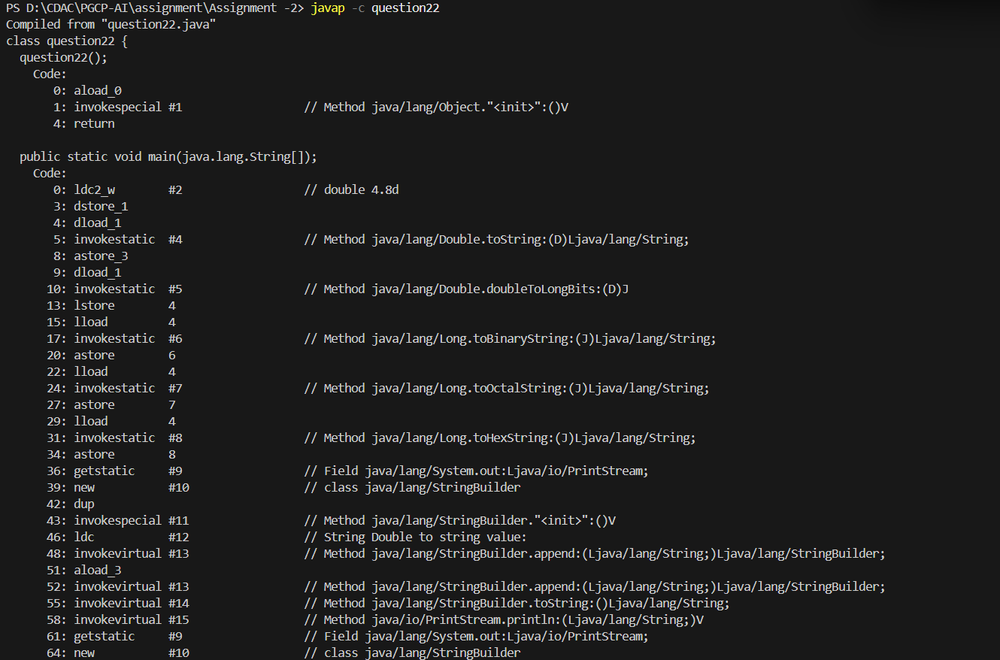 PS D:\CDAC\PGCP-AI\assignment\Assignment -2> javap -c question22
Compiled from "question22.java"
class question22 {
  question22();
    Code:
       0: aload_0
       1: invokespecial #1                  // Method java/lang/Object."<init>":()V
       4: return

  public static void main(java.lang.String[]);
    Code:
       0: ldc2_w        #2                  // double 4.8d
       3: dstore_1
       4: dload_1
       5: invokestatic  #4                  // Method java/lang/Double.toString:(D)Ljava/lang/String;
       8: astore_3
       9: dload_1
      10: invokestatic  #5                  // Method java/lang/Double.doubleToLongBits:(D)J
      13: lstore        4
      15: lload         4
      17: invokestatic  #6                  // Method java/lang/Long.toBinaryString:(J)Ljava/lang/String;
      20: astore        6
      22: lload         4
      24: invokestatic  #7                  // Method java/lang/Long.toOctalString:(J)Ljava/lang/String;
      27: astore        7
      29: lload         4
      31: invokestatic  #8                  // Method java/lang/Long.toHexString:(J)Ljava/lang/String;
      34: astore        8
      36: getstatic     #9                  // Field java/lang/System.out:Ljava/io/PrintStream;
      39: new           #10                 // class java/lang/StringBuilder
      42: dup
      43: invokespecial #11                 // Method java/lang/StringBuilder."<init>":()V
      46: ldc           #12                 // String Double to string value:
      48: invokevirtual #13                 // Method java/lang/StringBuilder.append:(Ljava/lang/String;)Ljava/lang/StringBuilder;
      51: aload_3
      52: invokevirtual #13                 // Method java/lang/StringBuilder.append:(Ljava/lang/String;)Ljava/lang/StringBuilder;
      55: invokevirtual #14                 // Method java/lang/StringBuilder.toString:()Ljava/lang/String;
      58: invokevirtual #15                 // Method java/io/PrintStream.println:(Ljava/lang/String;)V
      61: getstatic     #9                  // Field java/lang/System.out:Ljava/io/PrintStream;
      64: new           #10                 // class java/lang/StringBuilder